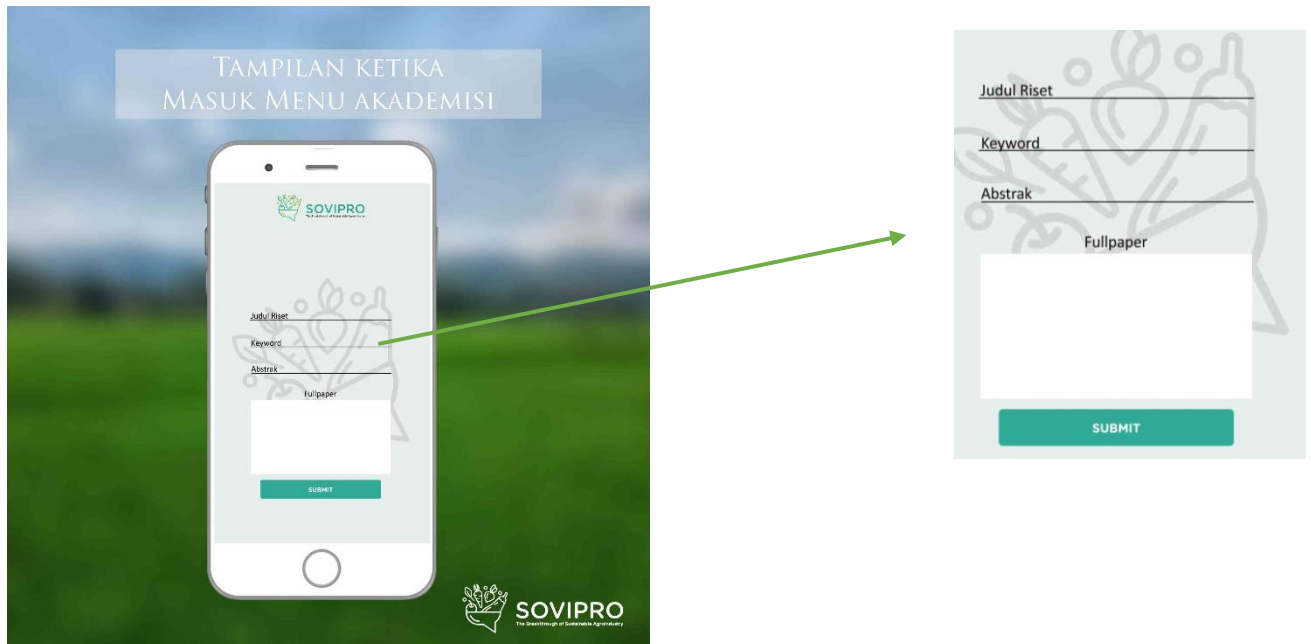 TAMPILAN KETIKA
MASUK MENU AKADEMISI
SOVIPRO
Judul Riset
Keyword
Abstrak
Fullpaper
SUBMIT
SOVIPRO
The Breakthrough of Sustainable Agroindustry
Judul Riset
Keyword
Abstrak
Fullpaper
SUBMIT